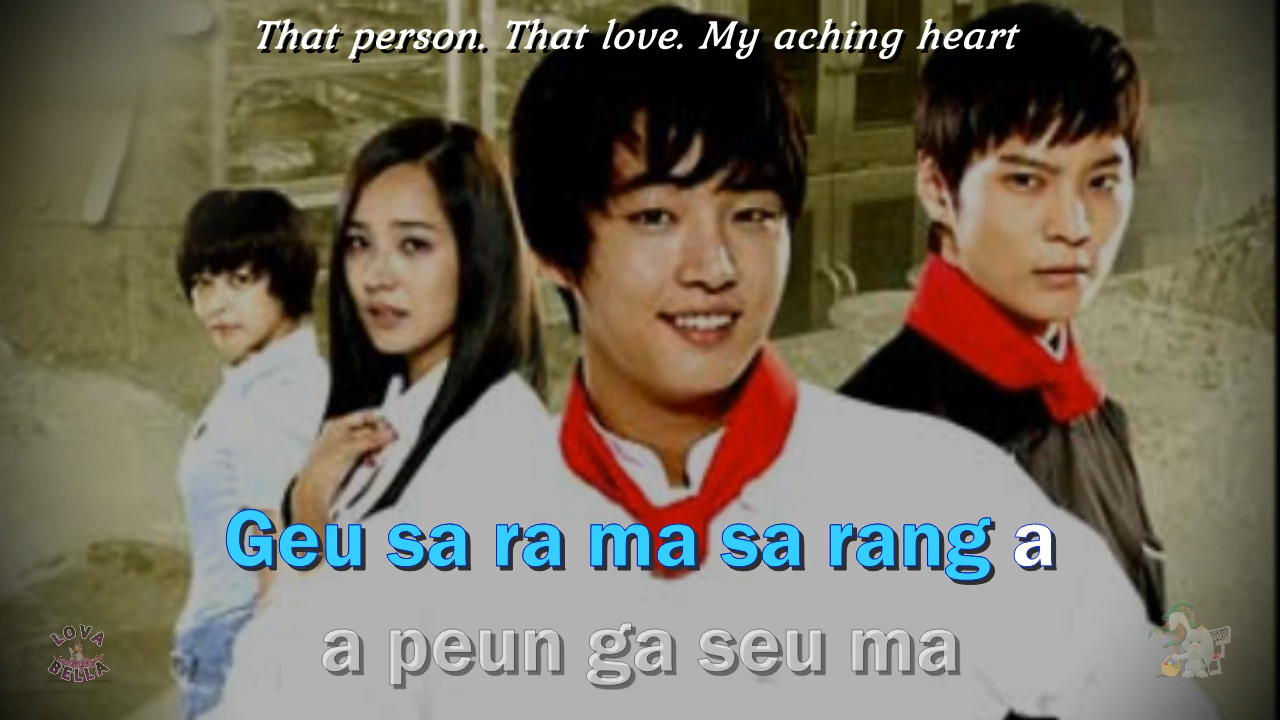 That person. That love. My aching heart
Geu sa ra ma sa rang a
a peun ga seu ma
LOVA
BELLA